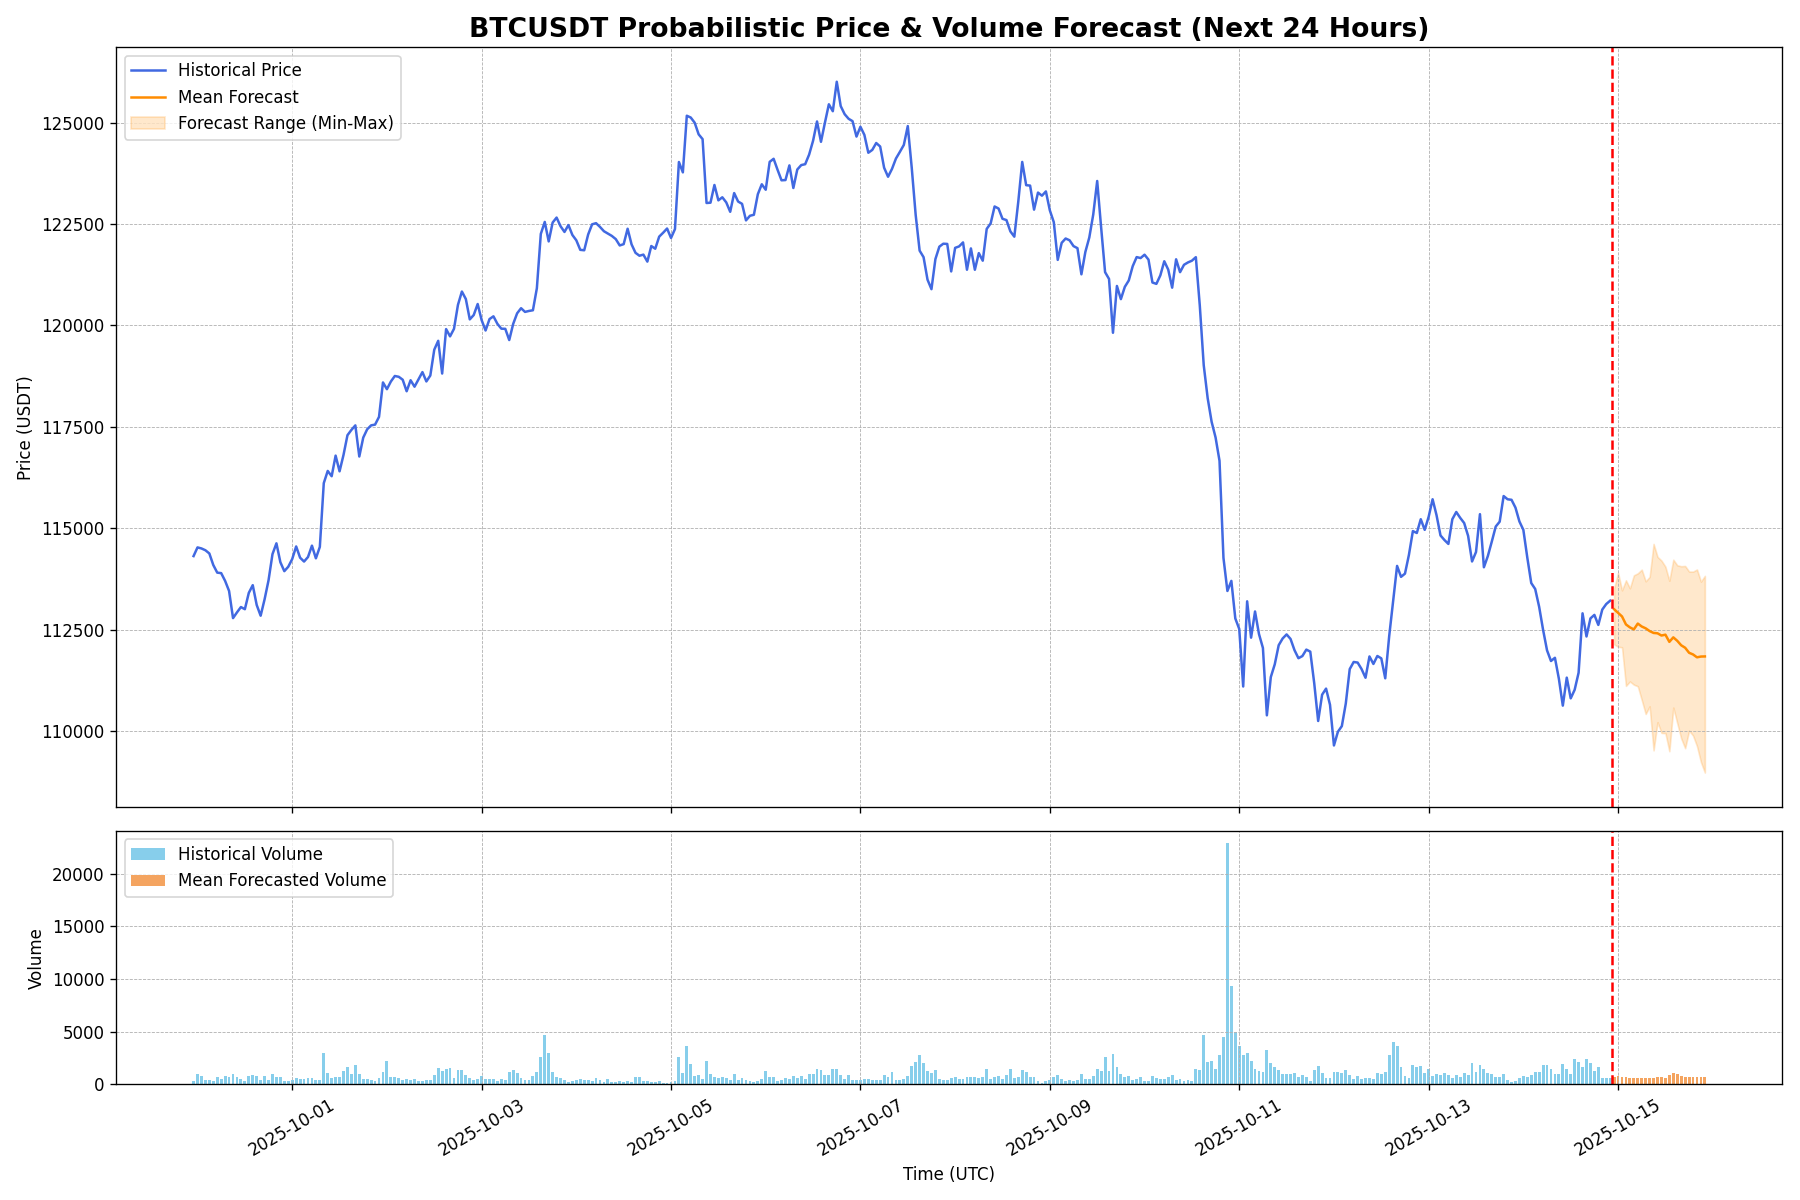 BTCUSDT Probabilistic Price & Volume Forecast (Next 24 Hours)
Historical Price
Mean Forecast
Forecast Range (Min-Max)
125000
122500
120000
117500
115000
112500
110000
Price (USDT)
Historical Volume
Mean Forecasted Volume
20000
15000
10000
5000
0
Volume
2025-10-01
2025-10-03
2025-10-05
2025-10-07
2025-10-09
2025-10-11
2025-10-13
2025-10-15
Time (UTC)